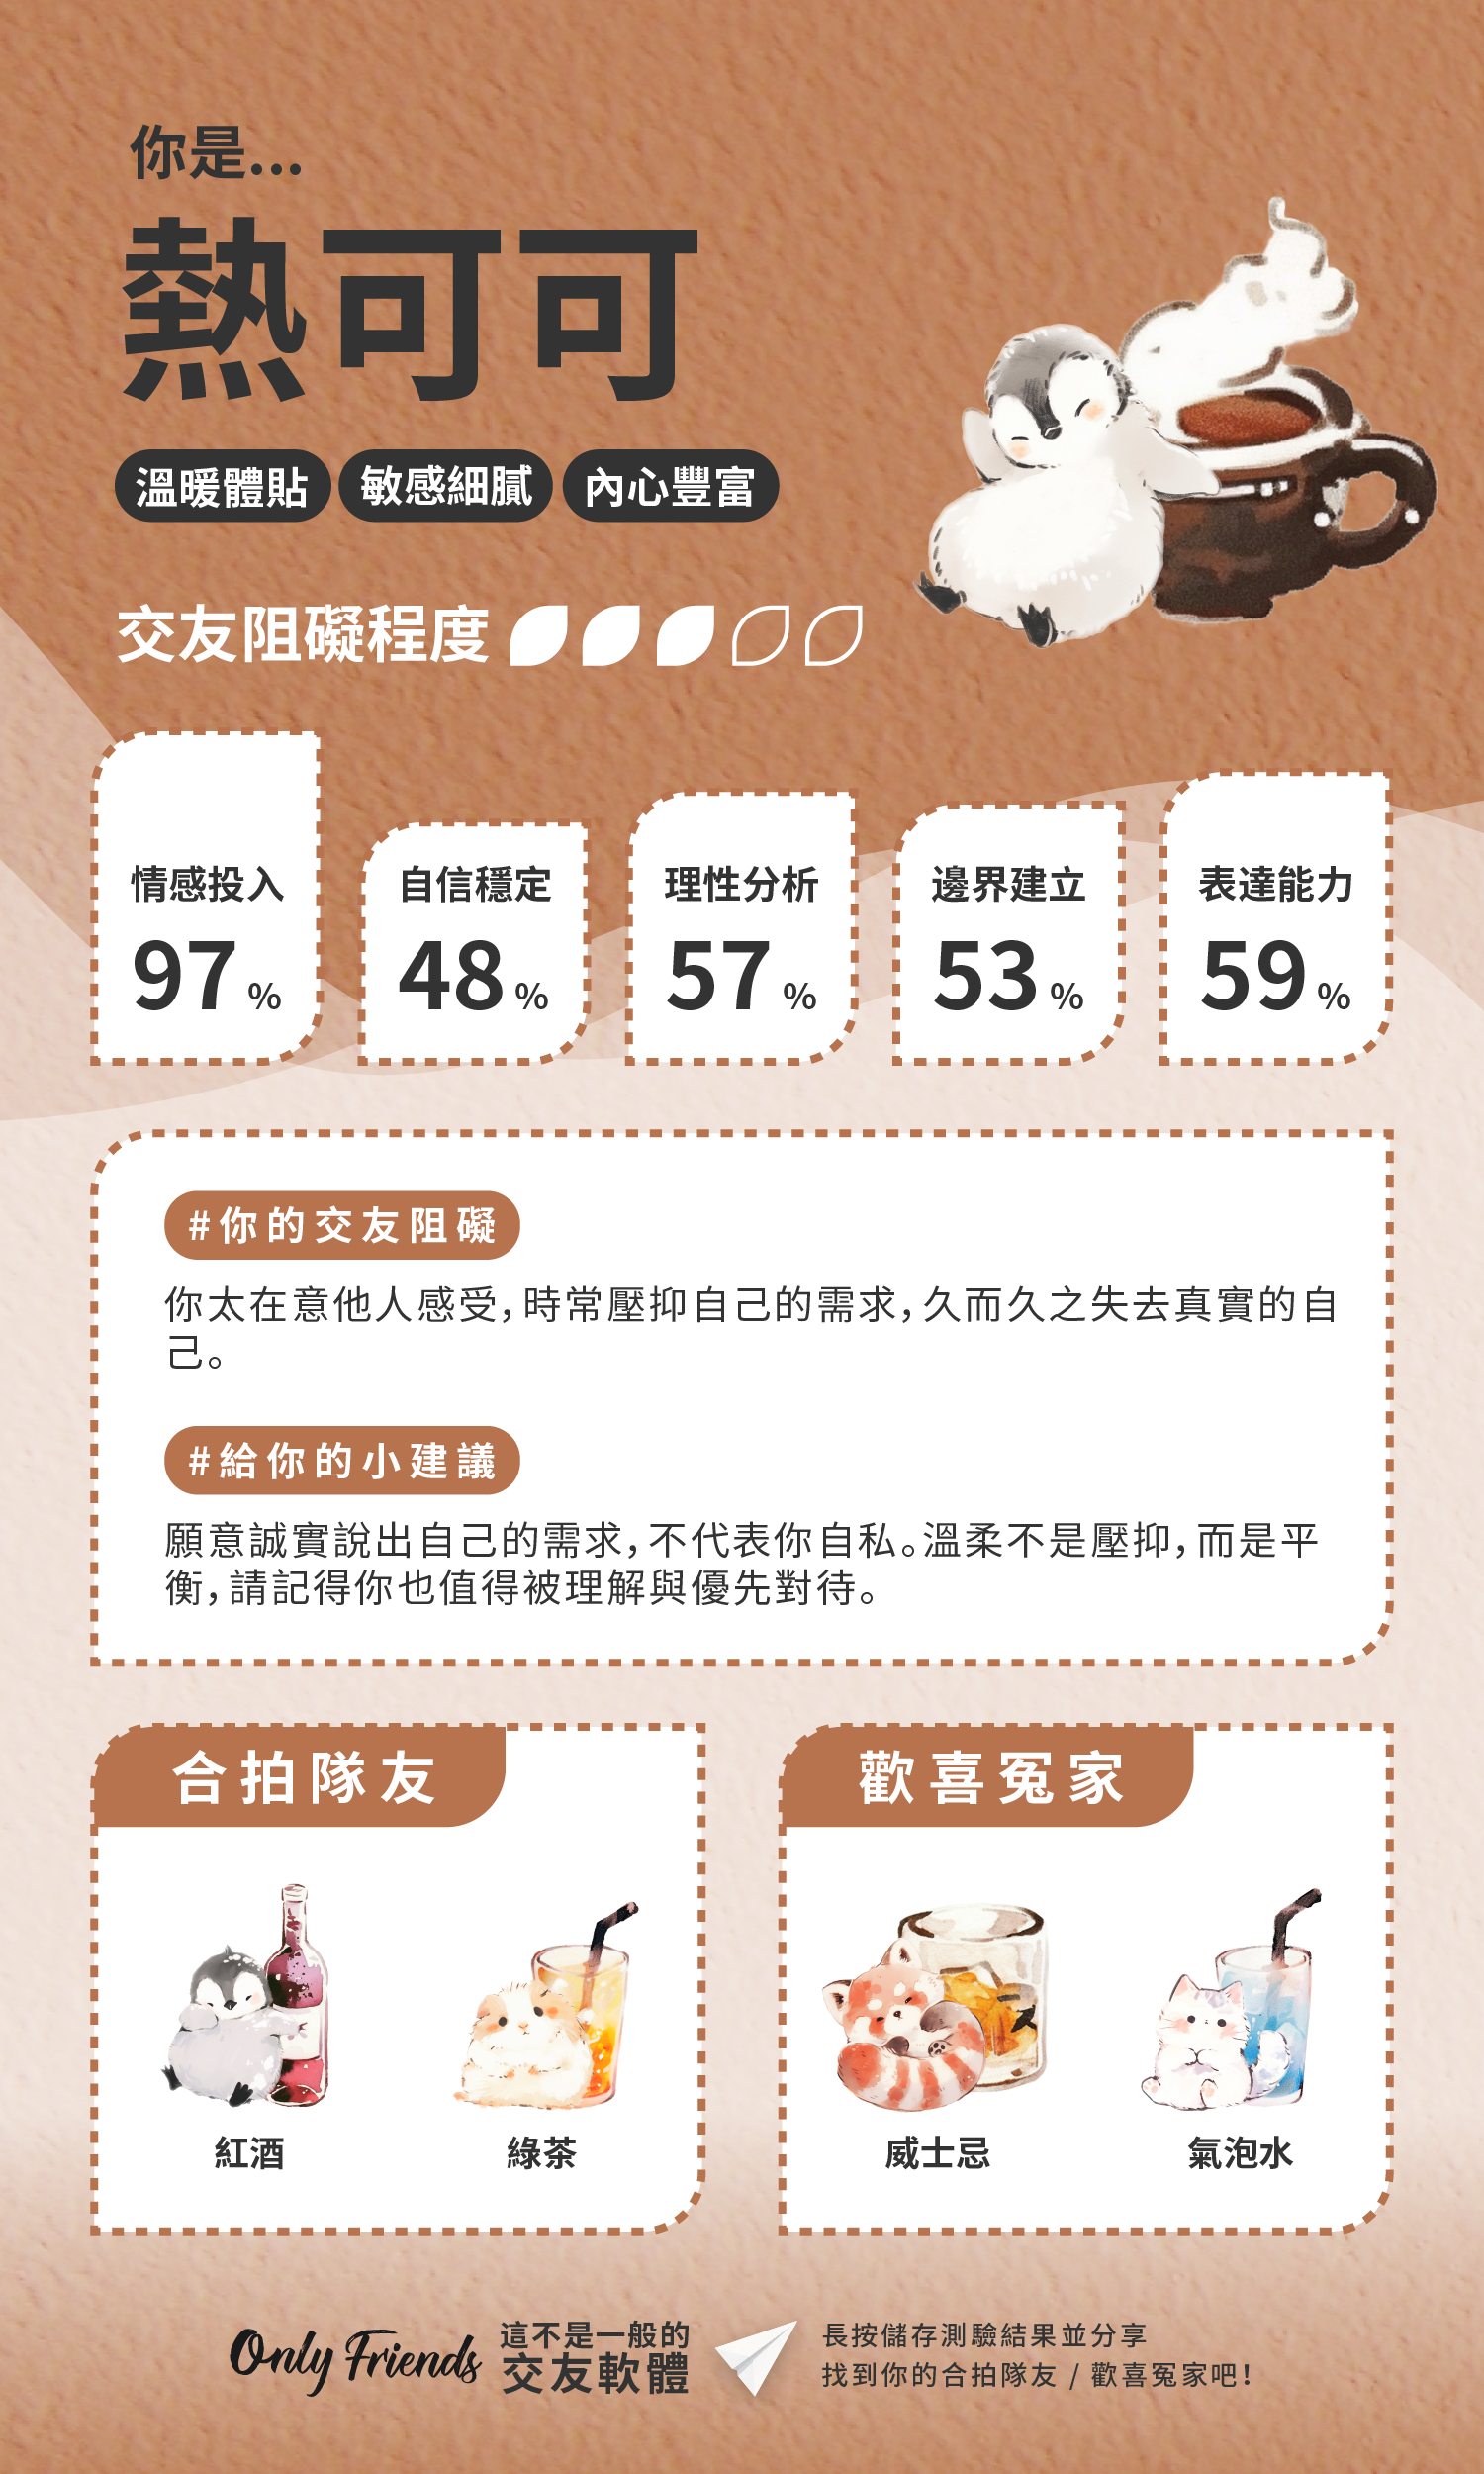 你是...
熱可可
溫暖體貼 敏感細膩 內心豐富
交友阻礙程度
情感投入 自信穩定 理性分析 邊界建立 表達能力
97% 48% 57% 53% 59%
#你的交友阻礙
你太在意他人感受，時常壓抑自己的需求，久而久之失去真實的自
己。
#給你的小建議
願意誠實說出自己的需求，不代表你自私。溫柔不是壓抑，而是平
衡，請記得你也值得被理解與優先對待。
合拍隊友
紅酒 綠茶
歡喜冤家
威士忌 氣泡水
Only Friends
這不是一般的
交友軟體
長按儲存測驗結果並分享
找到你的合拍隊友 / 歡喜冤家吧！